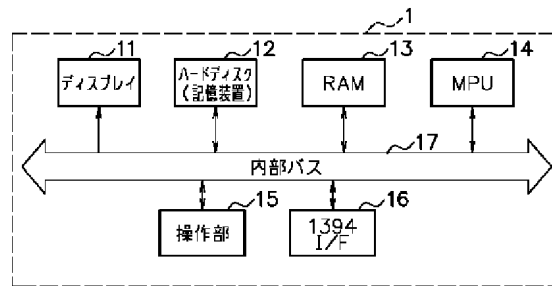 1
11
12
13
14
ディスプレイ
ハードディスク
(記憶装置)
RAM
MPU
17
内部バス
15
16
操作部
1394
I/F